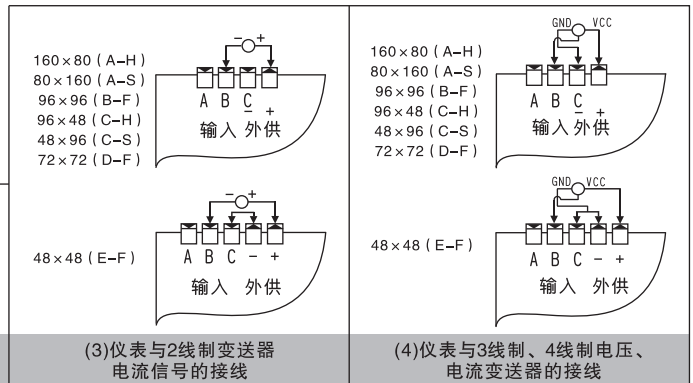 160×80 ( A–H )
80×160 ( A–S )
96×96 ( B–F )
96×48 ( C–H )
48×96 ( C–S )
72×72 ( D–F )
– +
A B C
– +
输入 外供
48×48 ( E–F )
– +
A B C – +
输入 外供
(3)仪表与2线制变送器
电流信号的接线
160×80 ( A–H )
80×160 ( A–S )
96×96 ( B–F )
96×48 ( C–H )
48×96 ( C–S )
72×72 ( D–F )
GND VCC
A B C
– +
输入 外供
48×48 ( E–F )
GND VCC
A B C – +
输入 外供
(4)仪表与3线制、4线制电压、
电流变送器的接线